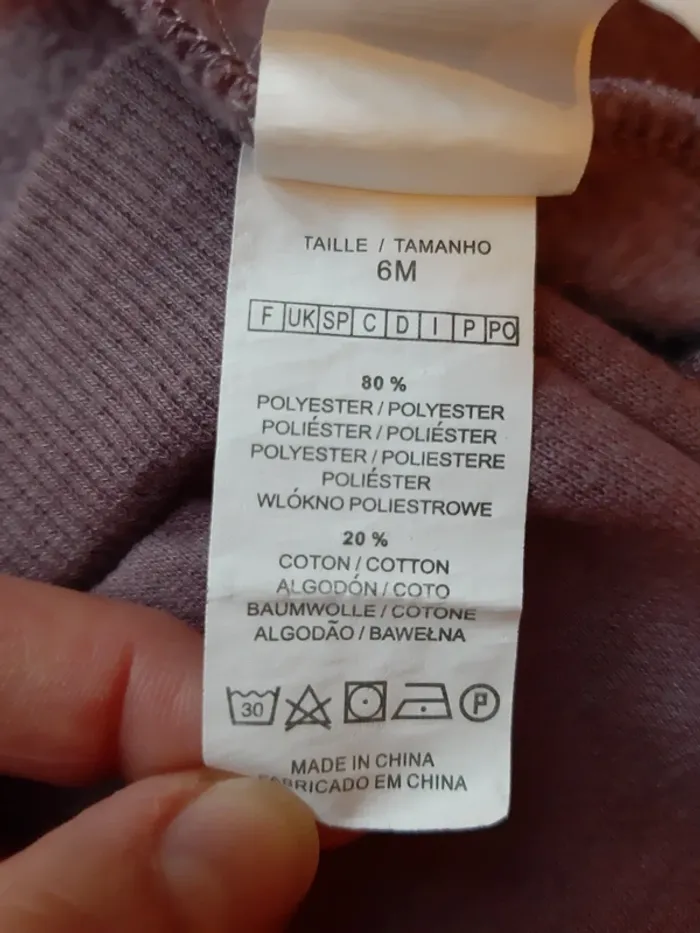 TAILLE / TAMANHO
6M
F UK SP C D I P PO
80 %
POLYESTER / POLYESTER
POLIÉSTER / POLIÉSTER
POLYESTER / POLIESTERE
POLIÉSTER
WLÓKNO POLIESTROWE
20 %
COTON / COTTON
ALGODÓN / COTO
BAUMWOLLE / COTONE
ALGODÃO / BAWEŁNA
30
P
MADE IN CHINA
FABRICADO EM CHINA